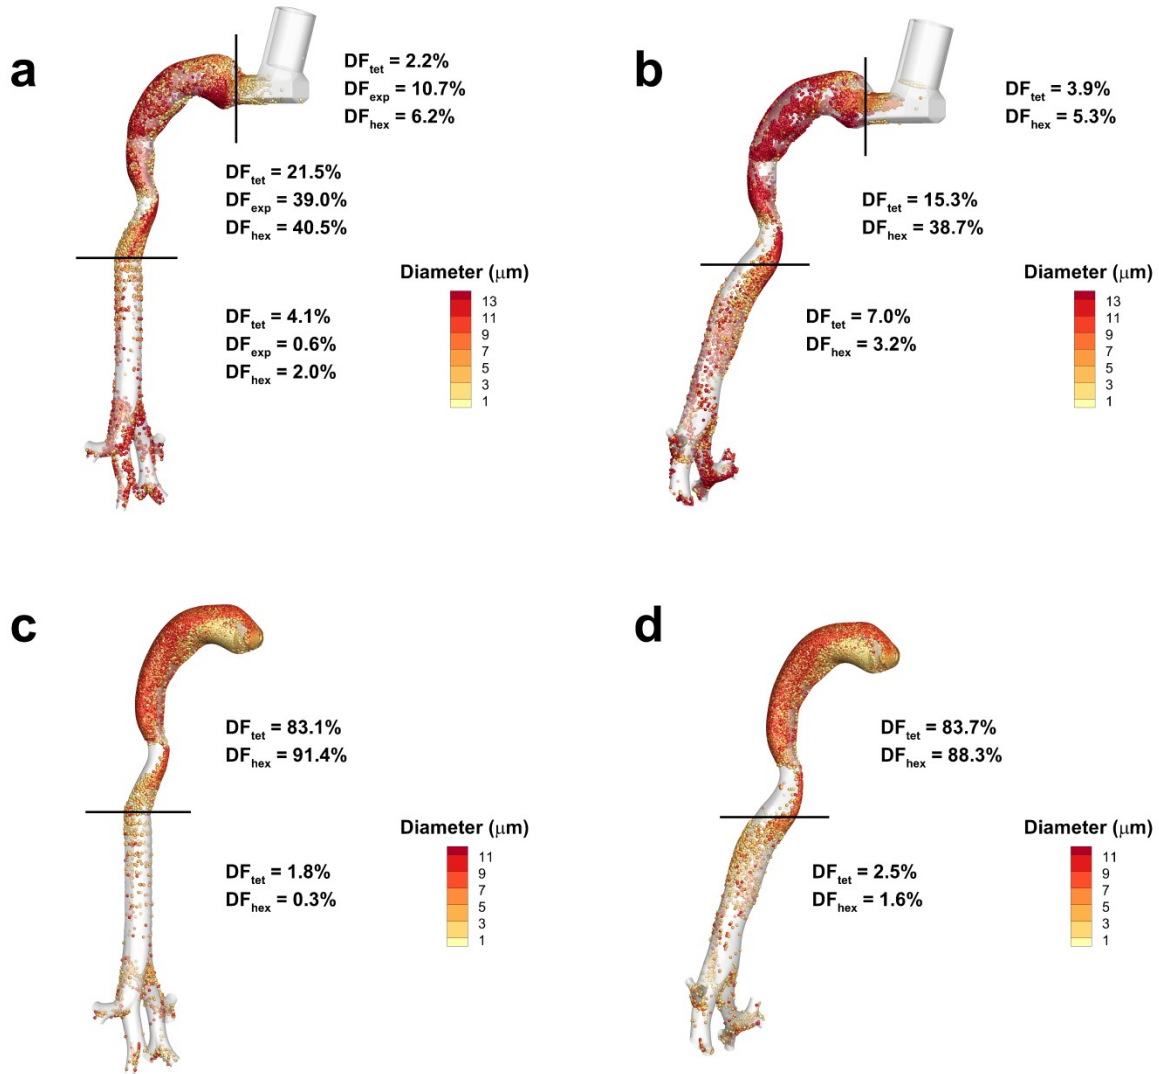 a
DF_tet = 2.2%
DF_exp = 10.7%
DF_hex = 6.2%
DF_tet = 21.5%
DF_exp = 39.0%
DF_hex = 40.5%
DF_tet = 4.1%
DF_exp = 0.6%
DF_hex = 2.0%
Diameter (μm)
13
11
9
7
5
3
1
b
DF_tet = 3.9%
DF_hex = 5.3%
DF_tet = 15.3%
DF_hex = 38.7%
DF_tet = 7.0%
DF_hex = 3.2%
Diameter (μm)
13
11
9
7
5
3
1
c
DF_tet = 83.1%
DF_hex = 91.4%
DF_tet = 1.8%
DF_hex = 0.3%
Diameter (μm)
11
9
7
5
3
1
d
DF_tet = 83.7%
DF_hex = 88.3%
DF_tet = 2.5%
DF_hex = 1.6%
Diameter (μm)
11
9
7
5
3
1